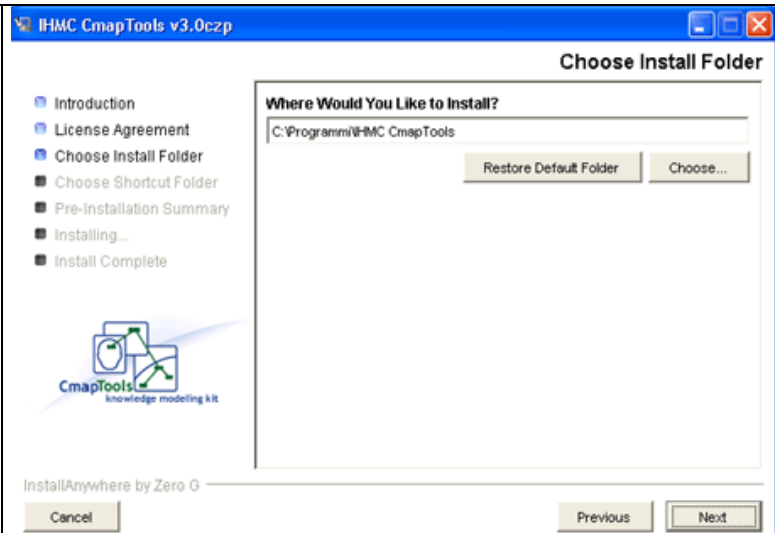 IHMC CmapTools v3.0czp
Choose Install Folder
Introduction
License Agreement
Choose Install Folder
Choose Shortcut Folder
Pre-Installation Summary
Installing...
Install Complete
Where Would You Like to Install?
C:\Programmi\IHMC CmapTools
Restore Default Folder
Choose...
CmapTools
knowledge modeling kit
InstallAnywhere by Zero G
Cancel
Previous
Next